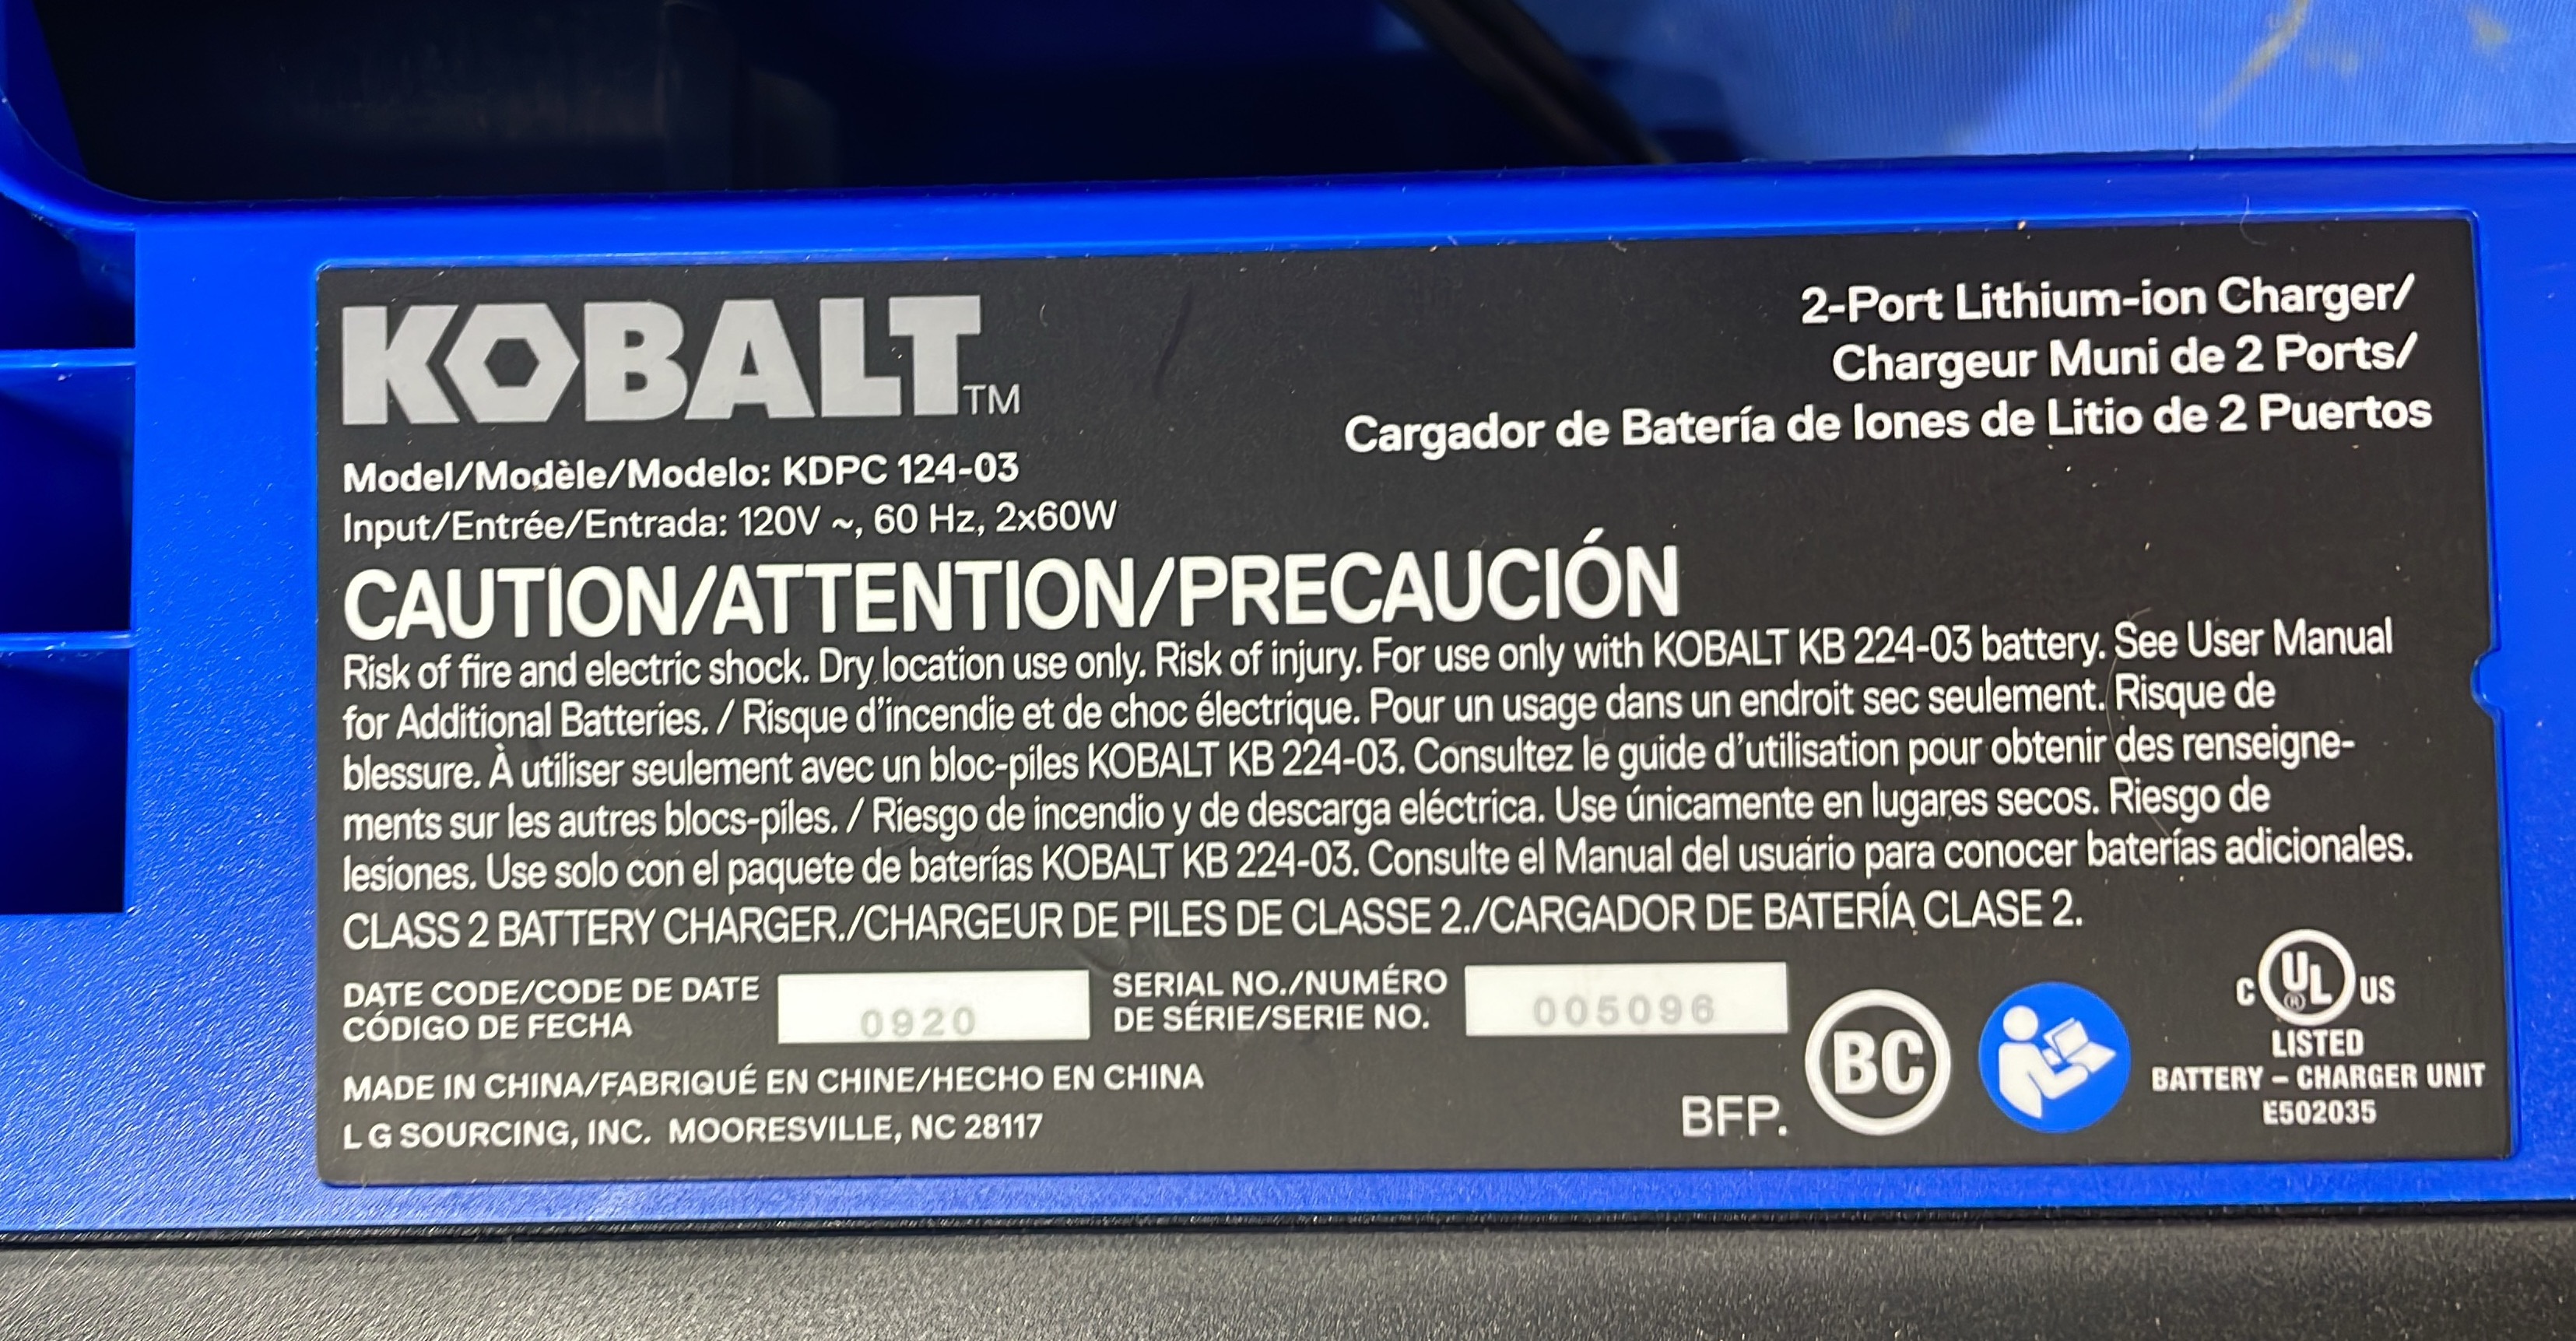 KOBALT™
2-Port Lithium-ion Charger/
Chargeur Muni de 2 Ports/
Cargador de Batería de Iones de Litio de 2 Puertos
Model/Modèle/Modelo: KDPC 124-03
Input/Entrée/Entrada: 120V ~, 60 Hz, 2x60W
CAUTION/ATTENTION/PRECAUCIÓN
Risk of fire and electric shock. Dry location use only. Risk of injury. For use only with KOBALT KB 224-03 battery. See User Manual
for Additional Batteries. / Risque d'incendie et de choc électrique. Pour un usage dans un endroit sec seulement. Risque de
blessure. À utiliser seulement avec un bloc-piles KOBALT KB 224-03. Consultez le guide d'utilisation pour obtenir des renseigne-
ments sur les autres blocs-piles. / Riesgo de incendio y de descarga eléctrica. Use únicamente en lugares secos. Riesgo de
lesiones. Use solo con el paquete de baterías KOBALT KB 224-03. Consulte el Manual del usuario para conocer baterías adicionales.
CLASS 2 BATTERY CHARGER./CHARGEUR DE PILES DE CLASSE 2./CARGADOR DE BATERÍA CLASE 2.
DATE CODE/CODE DE DATE
CÓDIGO DE FECHA
0920
SERIAL NO./NUMÉRO
DE SÉRIE/SERIE NO.
005096
MADE IN CHINA/FABRIQUÉ EN CHINE/HECHO EN CHINA
L G SOURCING, INC. MOORESVILLE, NC 28117
BFP.
BC
C UL® US
LISTED
BATTERY – CHARGER UNIT
E502035